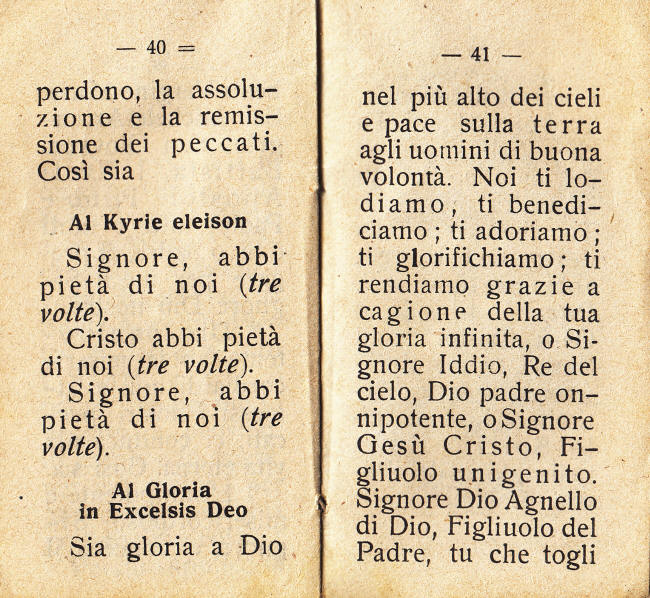 — 40 =
perdono, la assolu-
zione e la remis-
sione dei peccati.
Così sia
Al Kyrie eleison
Signore, abbi
pietà di noi (tre
volte).
Cristo abbi pietà
di noi (tre volte).
Signore, abbi
pietà di noi (tre
volte).
Al Gloria
in Excelsis Deo
Sia gloria a Dio
— 41 —
nel più alto dei cieli
e pace sulla terra
agli uomini di buona
volontà. Noi ti lo-
diamo, ti benedi-
ciamo; ti adoriamo;
ti glorifichiamo; ti
rendiamo grazie a
cagione della tua
gloria infinita, o Si-
gnore Iddio, Re del
cielo, Dio padre on-
nipotente, o Signore
Gesù Cristo, Fi-
gliuolo unigenito.
Signore Dio Agnello
di Dio, Figliuolo del
Padre, tu che togli